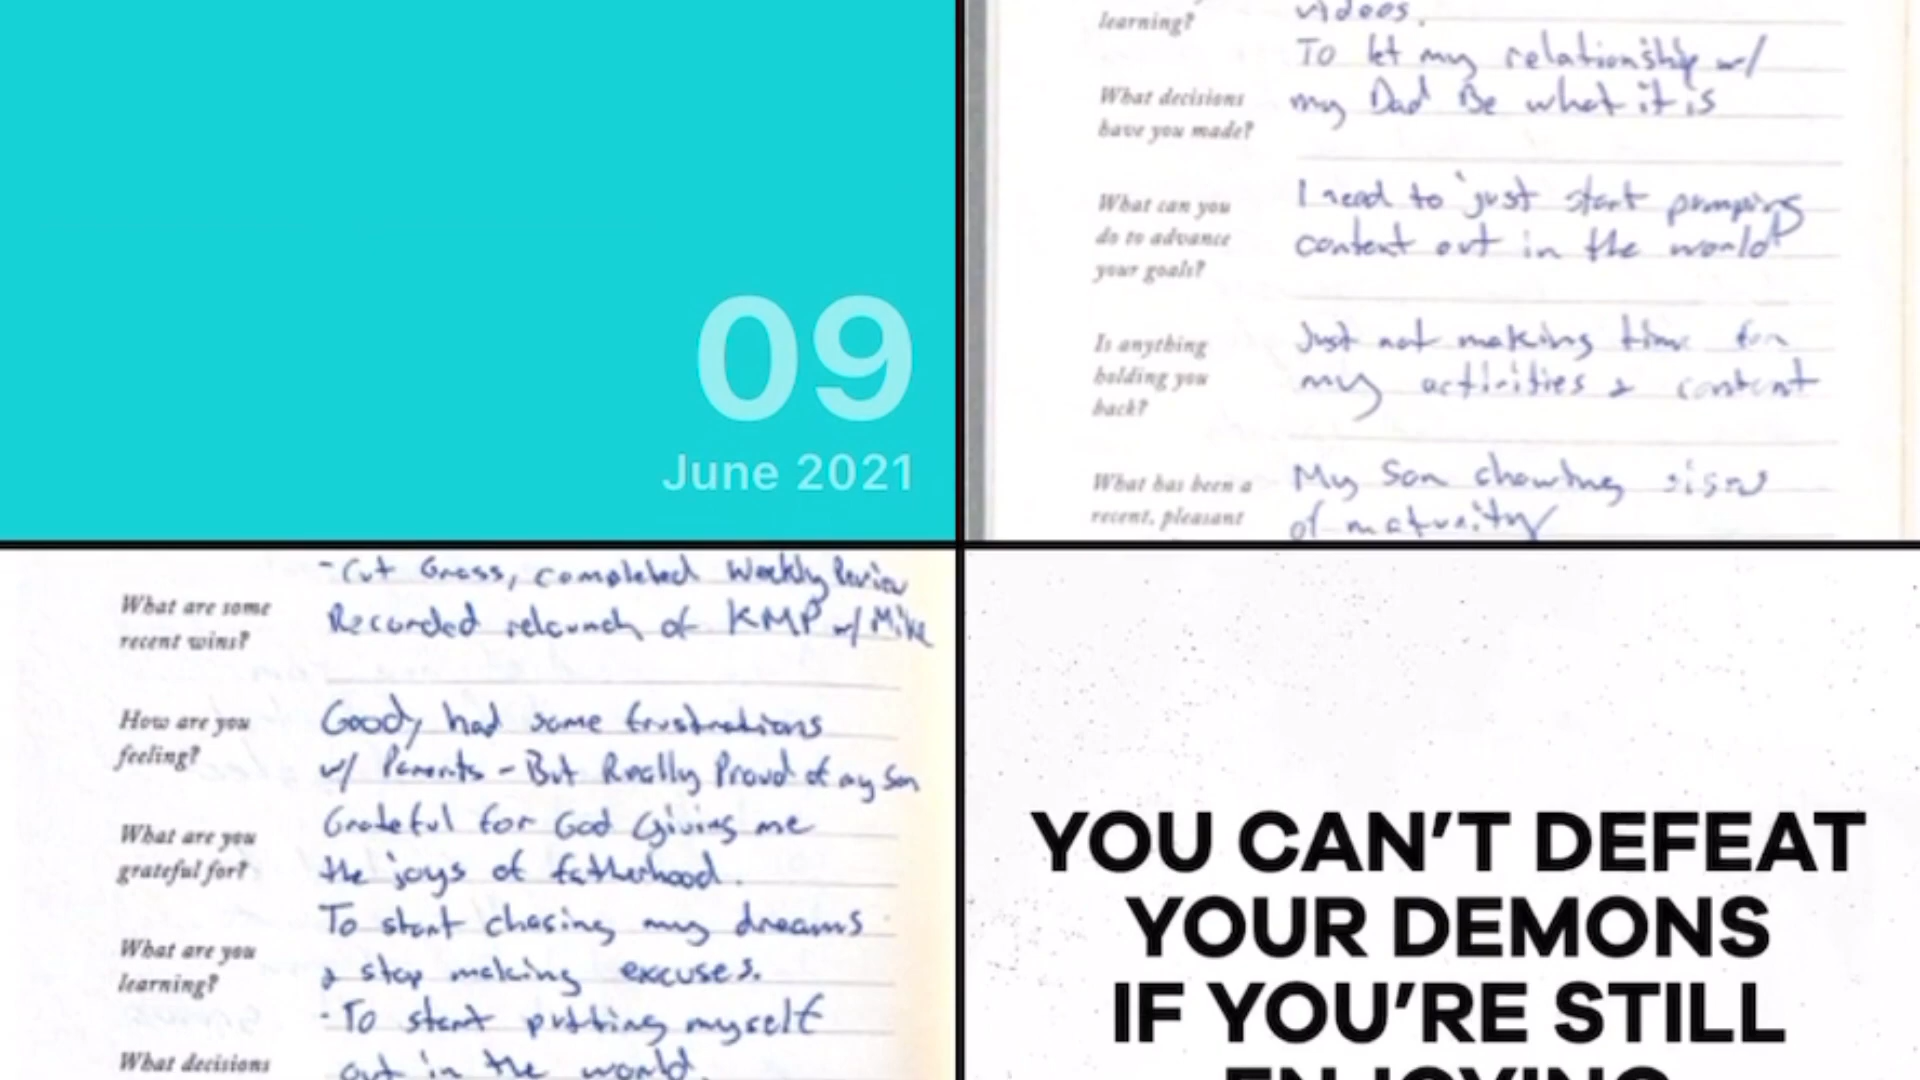 09
June 2021
learning?
videos.
To let my relationship w/
What decisions
have you made?
my Dad Be what it is
What can you
do to advance
your goals?
I need to just start pumping
content out in the world
Is anything
holding you
back?
Just not making time for
my activities & content
What has been a
recent, pleasant
My Son showing signs
of maturity
- Cut Grass, completed Weekly Review
What are some
recent wins?
Recorded relaunch of KMP w/ Mike
How are you
feeling?
Good, had some frustrations
w/ Parents - But Really Proud of my Son
What are you
grateful for?
Grateful for God Giving me
the joys of fatherhood.
What are you
learning?
To start chasing my dreams
& stop making excuses.
- To start putting myself
What decisions
out in the world.
YOU CAN'T DEFEAT
YOUR DEMONS
IF YOU'RE STILL
ENJOYING